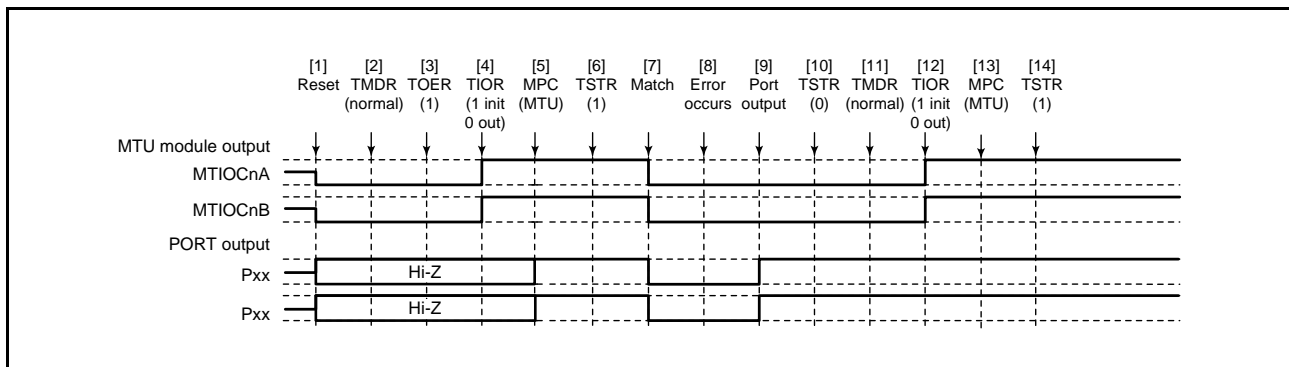 [1] [2] [3] [4] [5] [6] [7] [8] [9] [10] [11] [12] [13] [14]
Reset TMDR TOER TIOR MPC TSTR Match Error Port TSTR TMDR TIOR MPC TSTR
(normal) (1) (1 init (MTU) (1) occurs output (0) (normal) (1 init (MTU) (1)
0 out) 0 out)
MTU module output
MTIOCnA
MTIOCnB
PORT output
Pxx Hi-Z
Pxx Hi-Z